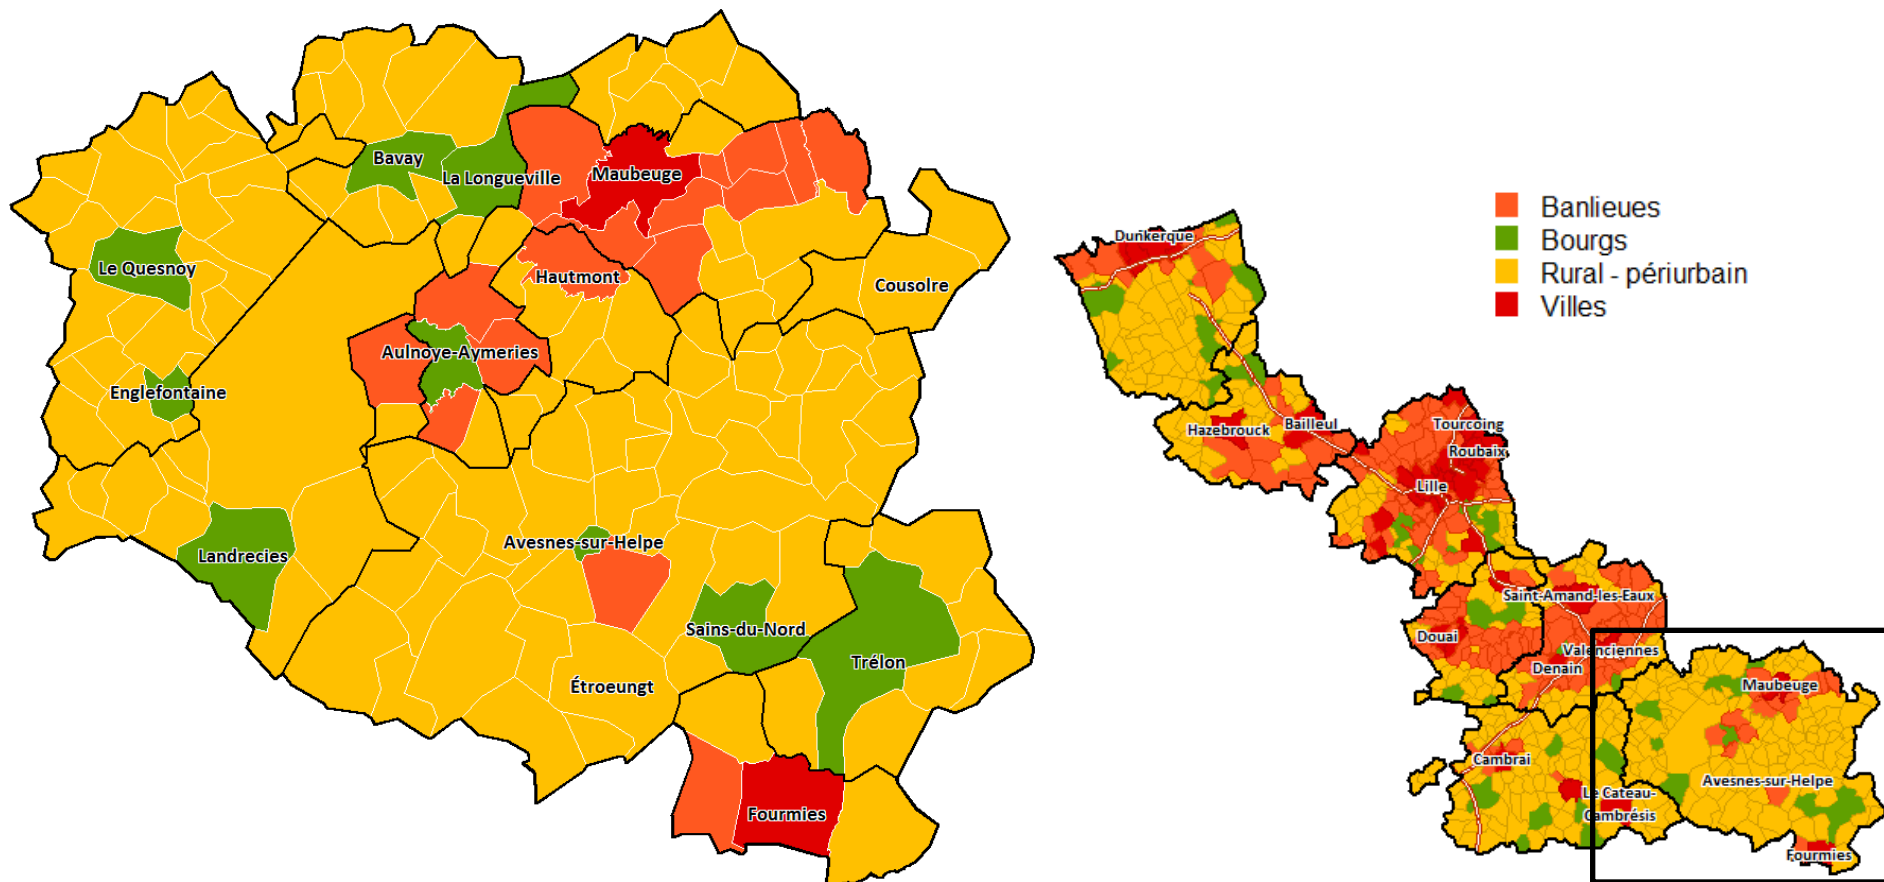 Bavay
La Longueville
Maubeuge
Le Quesnoy
Hautmont
Cousolre
Aulnoye-Aymeries
Englefontaine
Landrecies
Avesnes-sur-Helpe
Sains-du-Nord
Trélon
Étroeungt
Fourmies
Banlieues
Bourgs
Rural - périurbain
Villes
Dunkerque
Hazebrouck
Bailleul
Tourcoing
Roubaix
Lille
Saint-Amand-les-Eaux
Douai
Valenciennes
Denain
Maubeuge
Cambrai
Avesnes-sur-Helpe
Le Cateau-
Cambrésis
Fourmies